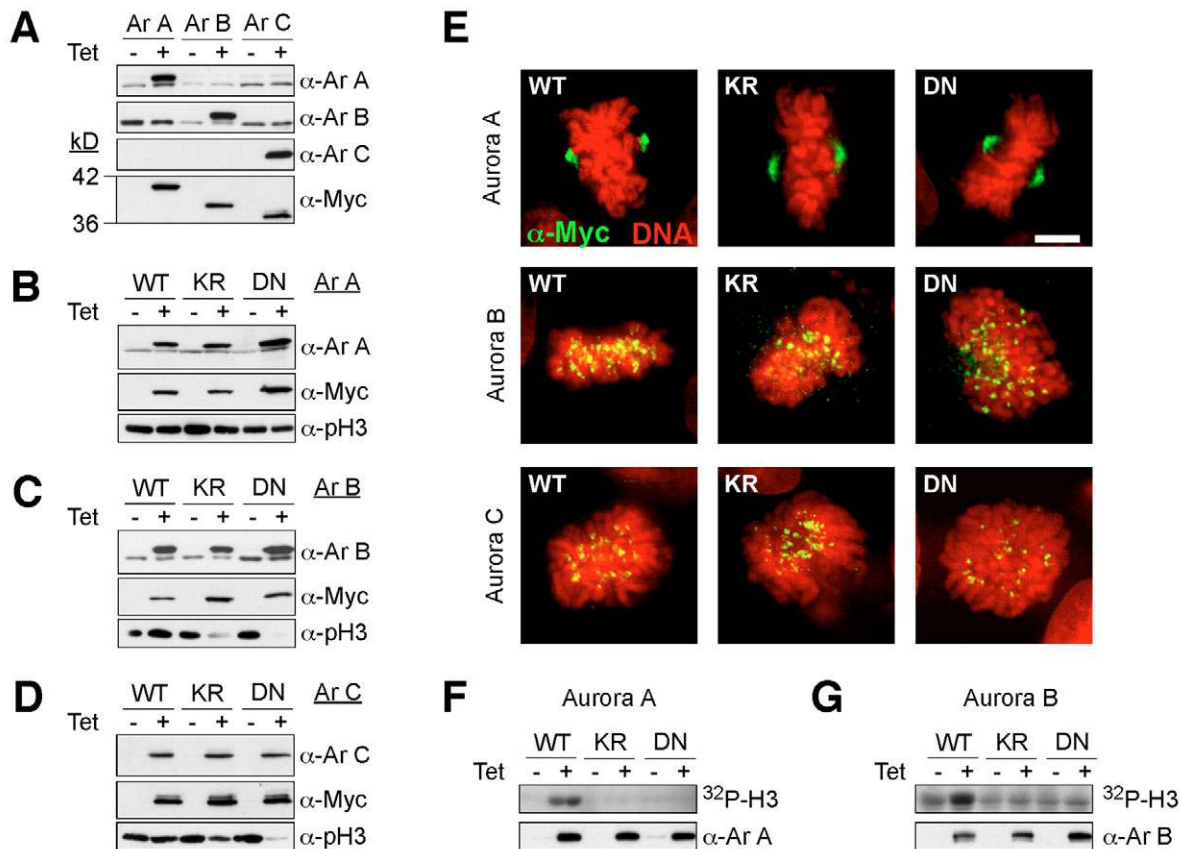 A
Ar A Ar B Ar C
Tet - + - + - +
α-Ar A
α-Ar B
kD
α-Ar C
42
α-Myc
36
B
WT KR DN Ar A
Tet - + - + - +
α-Ar A
α-Myc
α-pH3
C
WT KR DN Ar B
Tet - + - + - +
α-Ar B
α-Myc
α-pH3
D
WT KR DN Ar C
Tet - + - + - +
α-Ar C
α-Myc
α-pH3
E
WT KR DN
Aurora A
α-Myc DNA
WT KR DN
Aurora B
WT KR DN
Aurora C
F
Aurora A
WT KR DN
Tet - + - + - +
³²P-H3
α-Ar A
G
Aurora B
WT KR DN
Tet - + - + - +
³²P-H3
α-Ar B